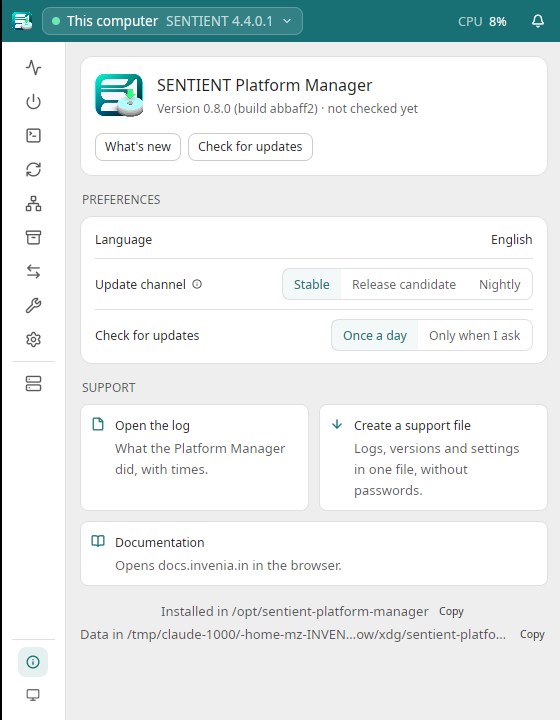 This computer SENTIENT 4.4.0.1 CPU 8%
SENTIENT Platform Manager
Version 0.8.0 (build abbaff2) · not checked yet
What's new Check for updates
PREFERENCES
Language English
Update channel Stable Release candidate Nightly
Check for updates Once a day Only when I ask
SUPPORT
Open the log
What the Platform Manager
did, with times.
Create a support file
Logs, versions and settings
in one file, without
passwords.
Documentation
Opens docs.invenia.in in the browser.
Installed in /opt/sentient-platform-manager Copy
Data in /tmp/claude-1000/-home-mz-INVEN...ow/xdg/sentient-platfo... Copy